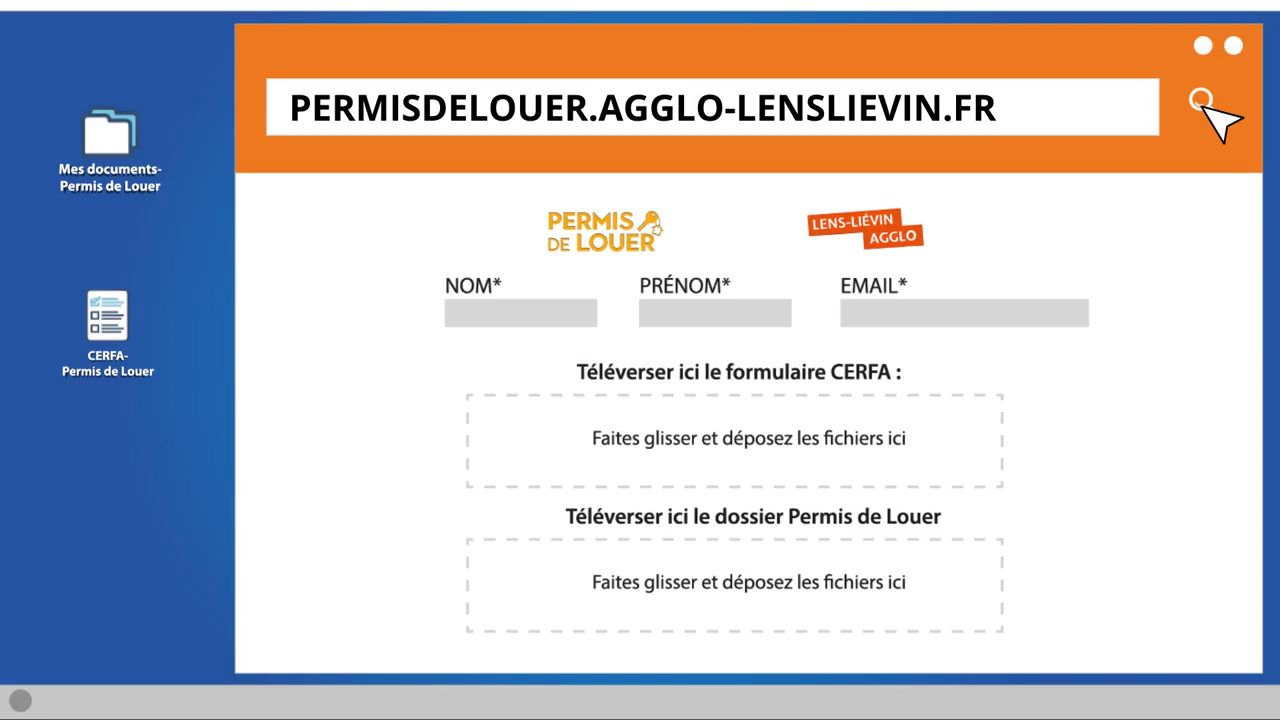 PERMISDELOUER.AGGLO-LENSLIEVIN.FR
Mes documents-
Permis de Louer
CERFA-
Permis de Louer
PERMIS
DE LOUER
LENS-LIÉVIN
AGGLO
NOM*
PRÉNOM*
EMAIL*
Téléverser ici le formulaire CERFA :
Faites glisser et déposez les fichiers ici
Téléverser ici le dossier Permis de Louer
Faites glisser et déposez les fichiers ici